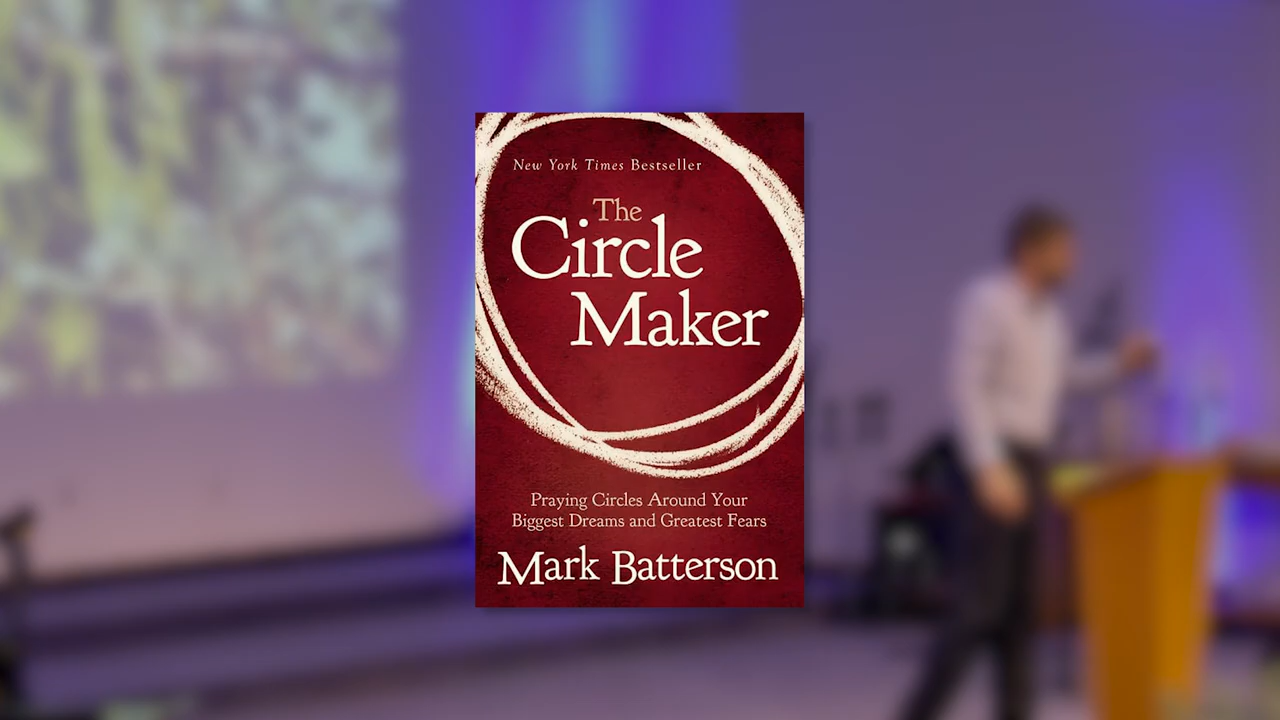 New York Times Bestseller
The
Circle
Maker
Praying Circles Around Your
Biggest Dreams and Greatest Fears
Mark Batterson